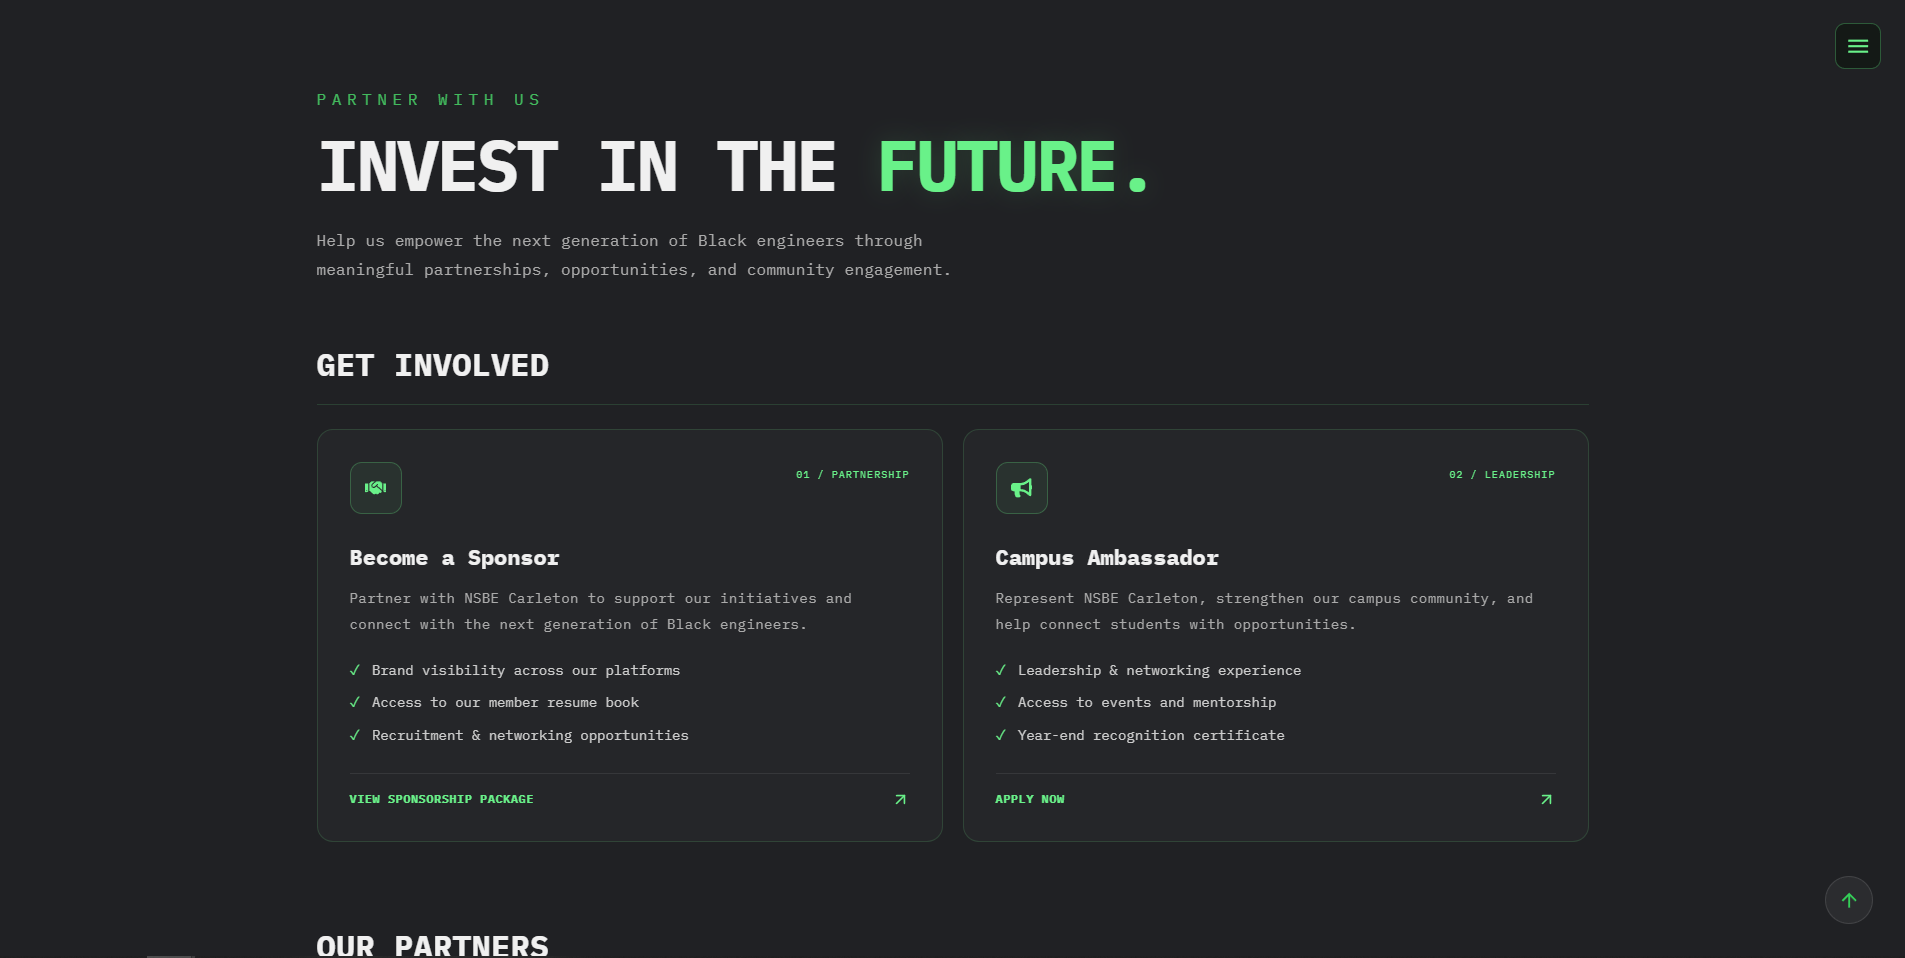 PARTNER WITH US
INVEST IN THE FUTURE.
Help us empower the next generation of Black engineers through
meaningful partnerships, opportunities, and community engagement.
GET INVOLVED
01 / PARTNERSHIP
Become a Sponsor
Partner with NSBE Carleton to support our initiatives and
connect with the next generation of Black engineers.
✓ Brand visibility across our platforms
✓ Access to our member resume book
✓ Recruitment & networking opportunities
VIEW SPONSORSHIP PACKAGE
02 / LEADERSHIP
Campus Ambassador
Represent NSBE Carleton, strengthen our campus community, and
help connect students with opportunities.
✓ Leadership & networking experience
✓ Access to events and mentorship
✓ Year-end recognition certificate
APPLY NOW
OUR PARTNERS